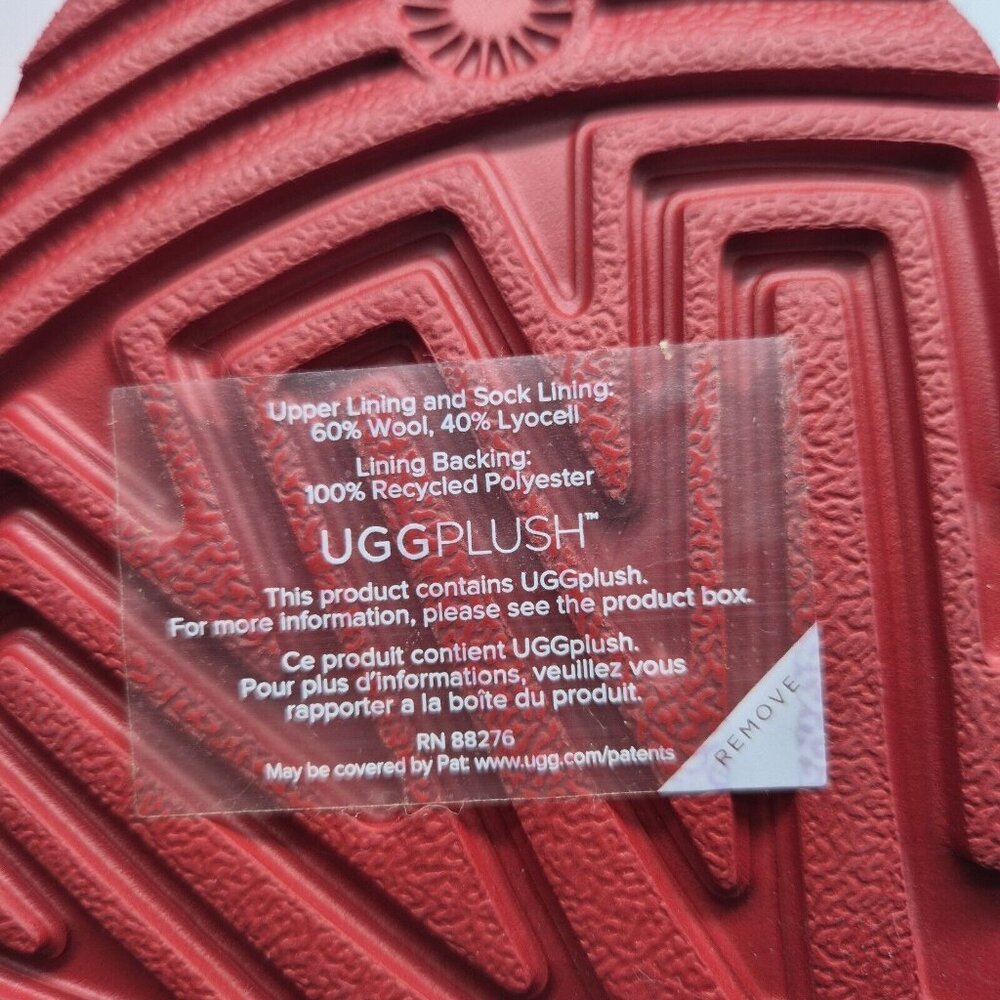 Upper Lining and Sock Lining:
60% Wool, 40% Lyocell
Lining Backing:
100% Recycled Polyester
UGGPLUSH™
This product contains UGGplush.
For more information, please see the product box.
Ce produit contient UGGplush.
Pour plus d'informations, veuillez vous
rapporter a la boîte du produit.
RN 88276
May be covered by Pat: www.ugg.com/patents
REMOVE